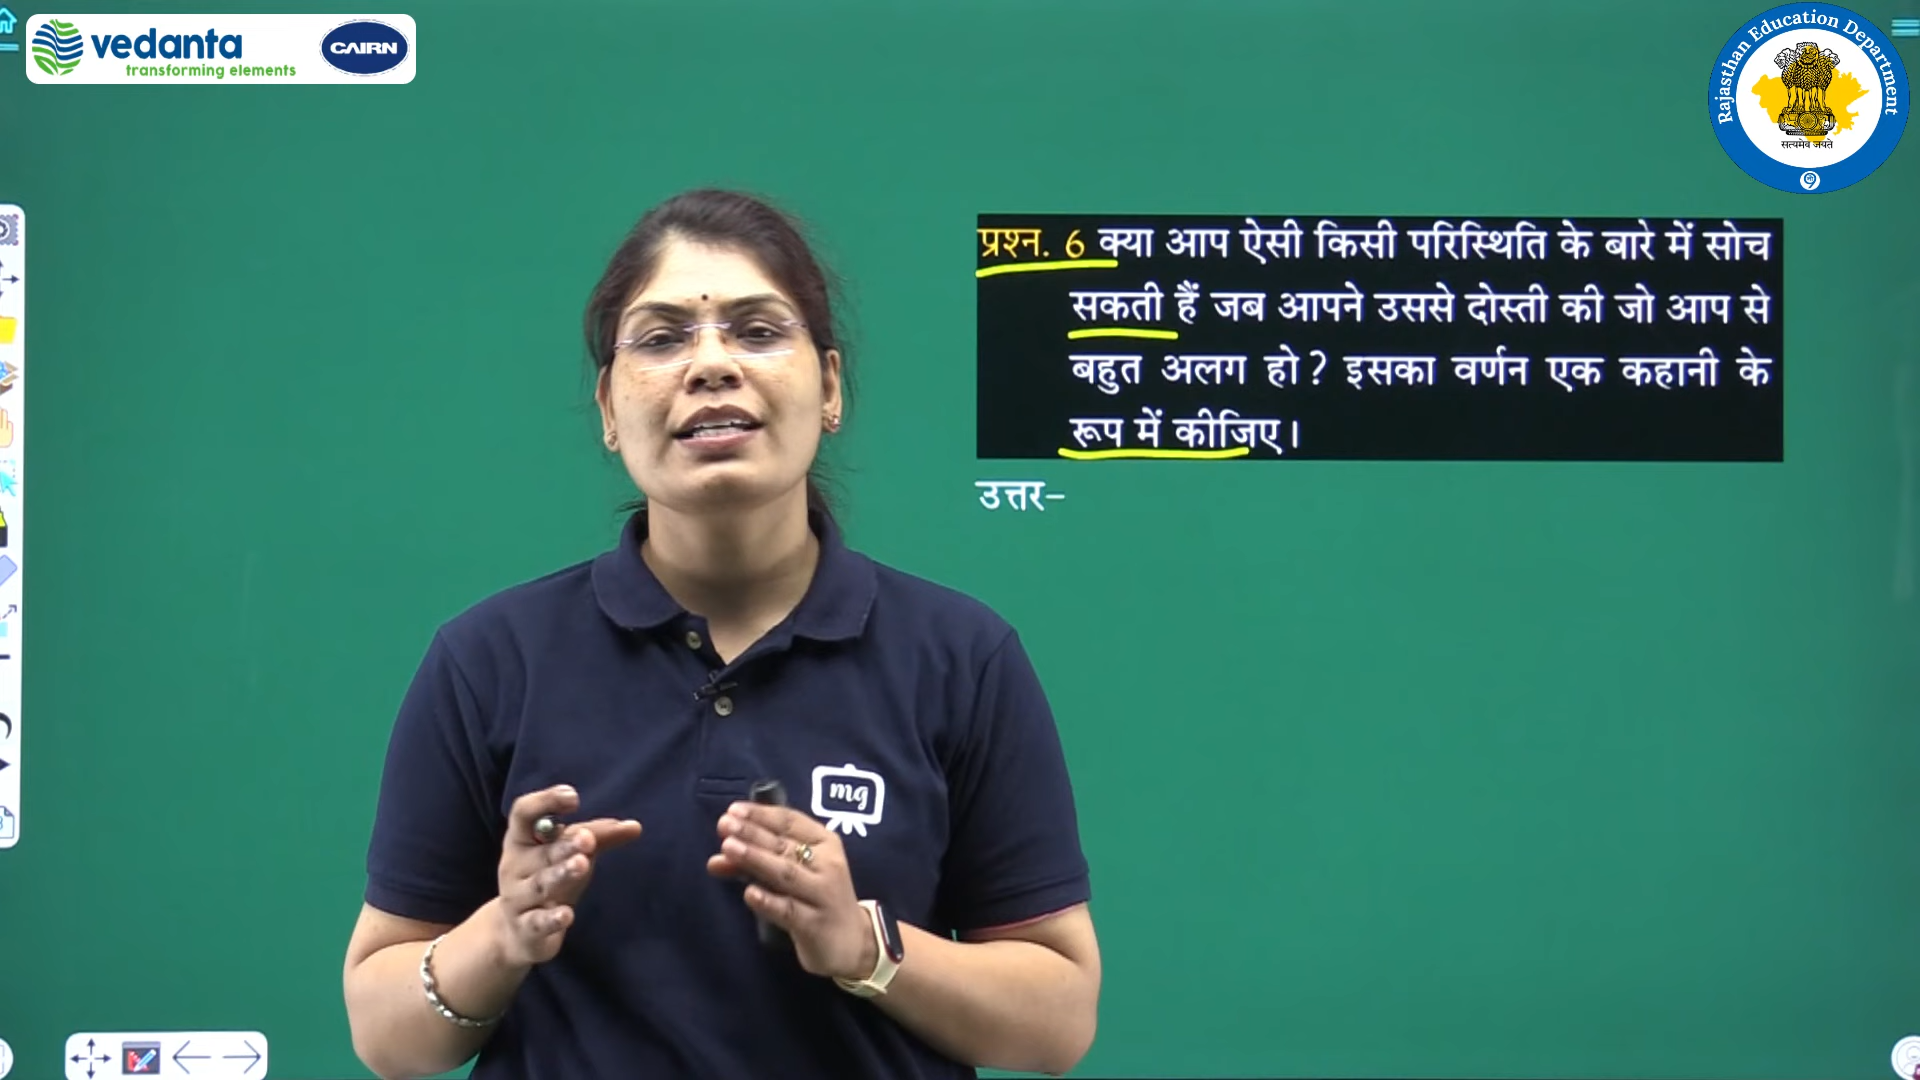 vedanta
transforming elements
CAIRN
Rajasthan Education Department
सत्यमेव जयते
प्रश्न. 6 क्या आप ऐसी किसी परिस्थिति के बारे में सोच
सकती हैं जब आपने उससे दोस्ती की जो आप से
बहुत अलग हो? इसका वर्णन एक कहानी के
रूप में कीजिए।
उत्तर–
mg